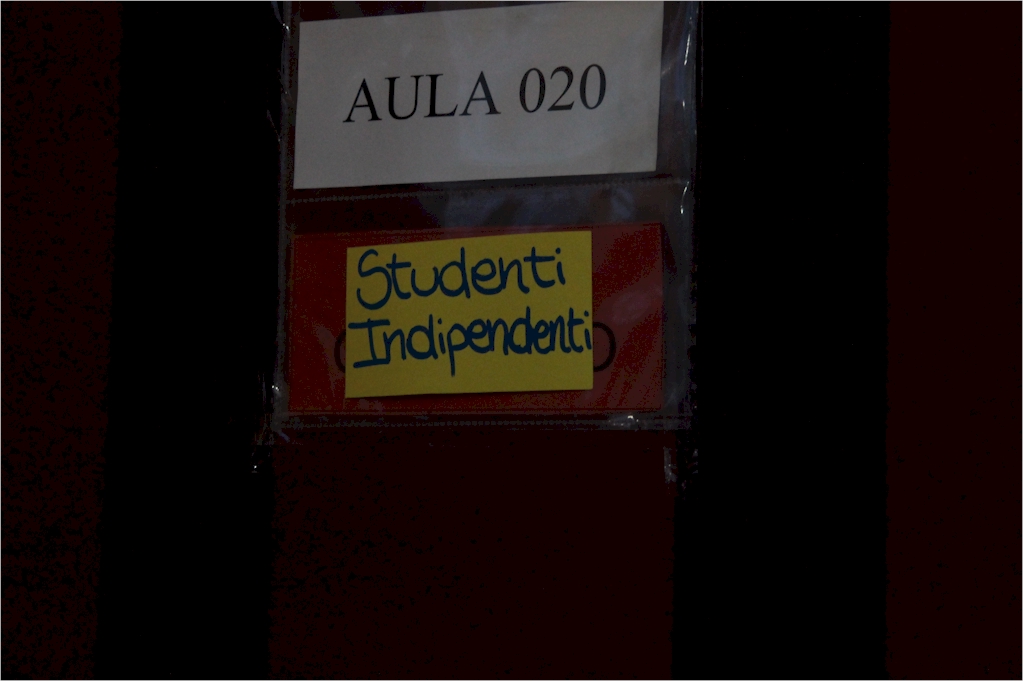 AULA 020
Studenti
Indipendenti